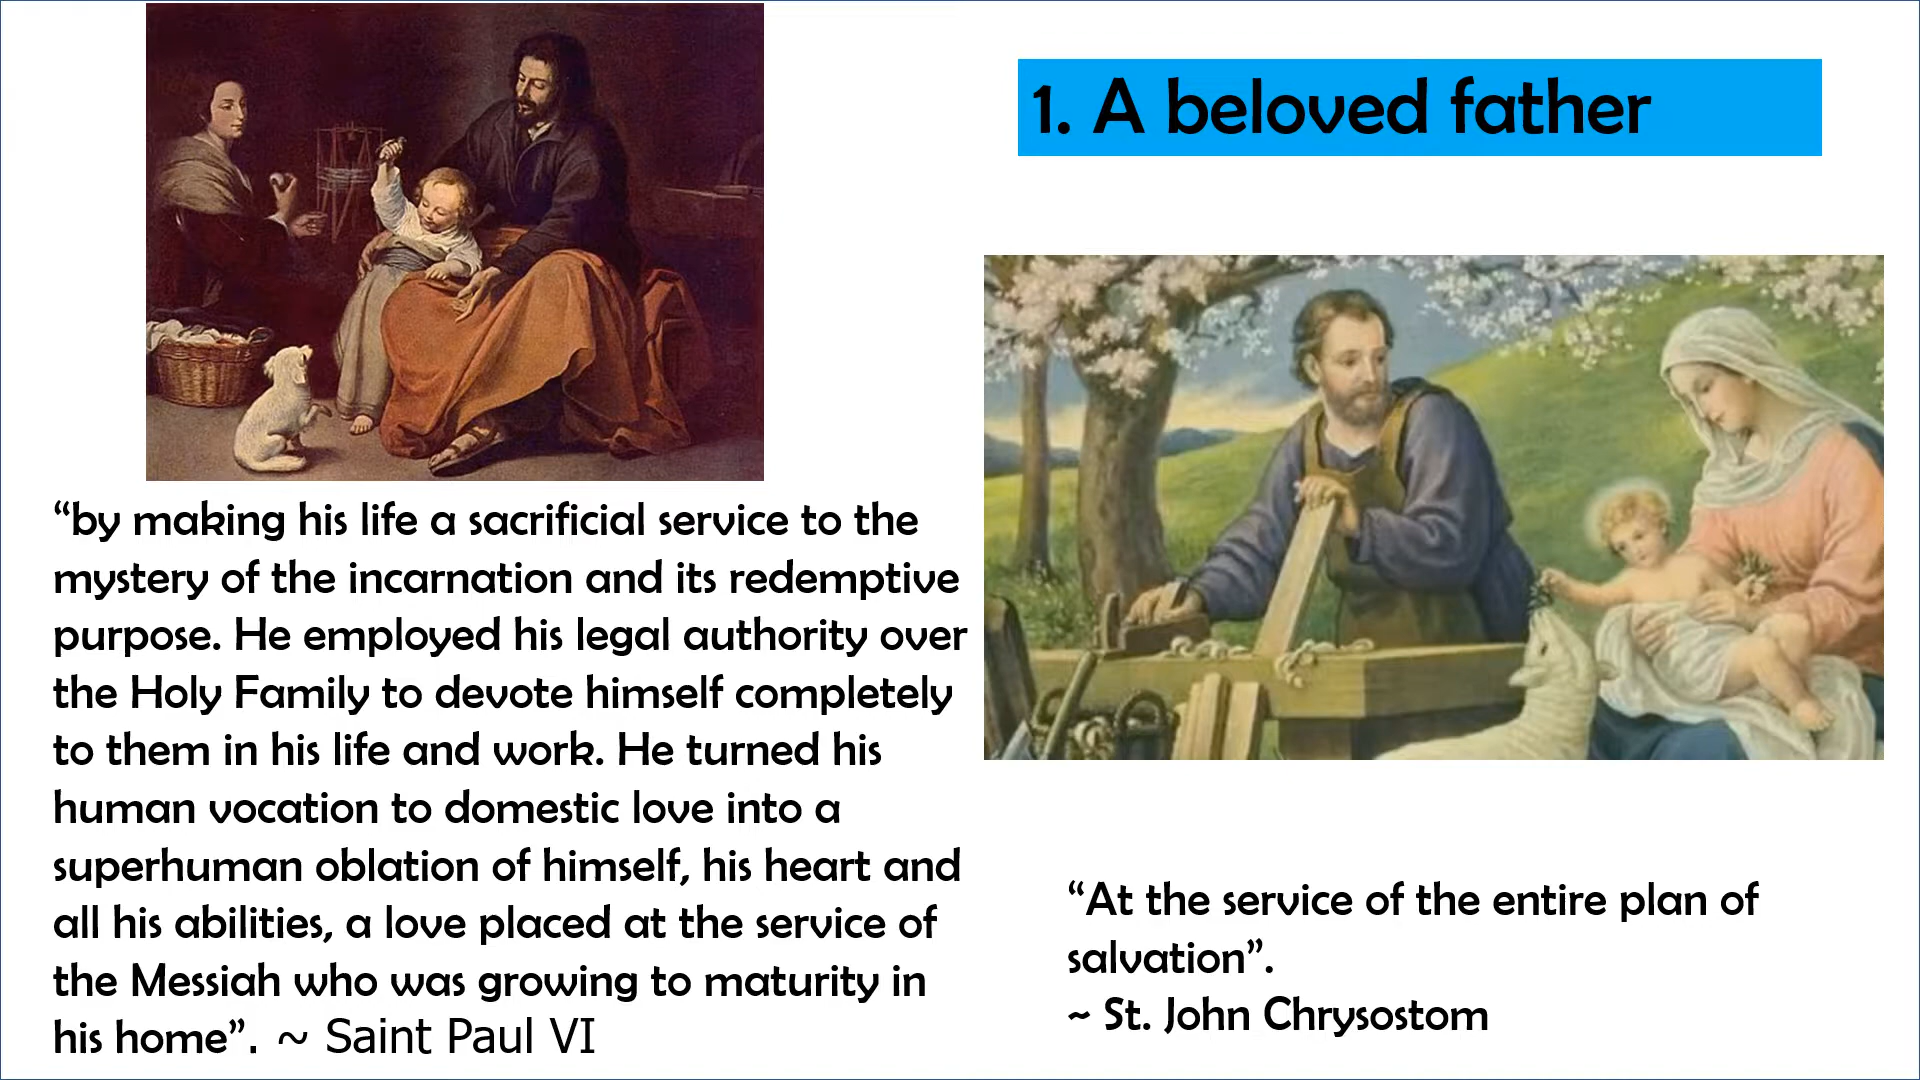 1. A beloved father
“by making his life a sacrificial service to the
mystery of the incarnation and its redemptive
purpose. He employed his legal authority over
the Holy Family to devote himself completely
to them in his life and work. He turned his
human vocation to domestic love into a
superhuman oblation of himself, his heart and
all his abilities, a love placed at the service of
the Messiah who was growing to maturity in
his home”. ~ Saint Paul VI
“At the service of the entire plan of
salvation”.
~ St. John Chrysostom